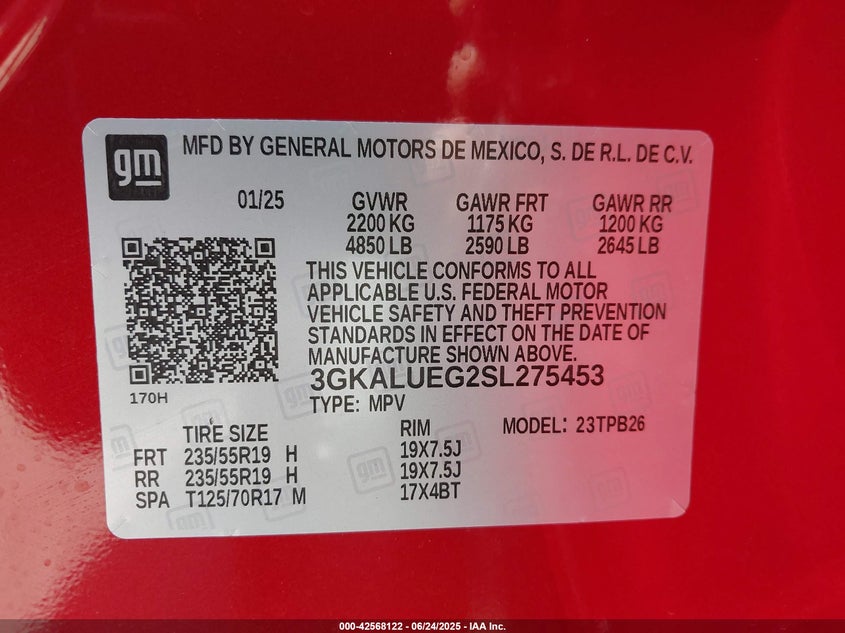 gm MFD BY GENERAL MOTORS DE MEXICO, S. DE R.L. DE C.V.
01/25 GVWR GAWR FRT GAWR RR
2200 KG 1175 KG 1200 KG
4850 LB 2590 LB 2645 LB
THIS VEHICLE CONFORMS TO ALL
APPLICABLE U.S. FEDERAL MOTOR
VEHICLE SAFETY AND THEFT PREVENTION
STANDARDS IN EFFECT ON THE DATE OF
MANUFACTURE SHOWN ABOVE.
3GKALUEG2SL275453
170H
TYPE: MPV
TIRE SIZE RIM MODEL: 23TPB26
FRT 235/55R19 H 19X7.5J
RR 235/55R19 H 19X7.5J
SPA T125/70R17 M 17X4BT
000-42568122 - 06/24/2025 - IAA Inc.